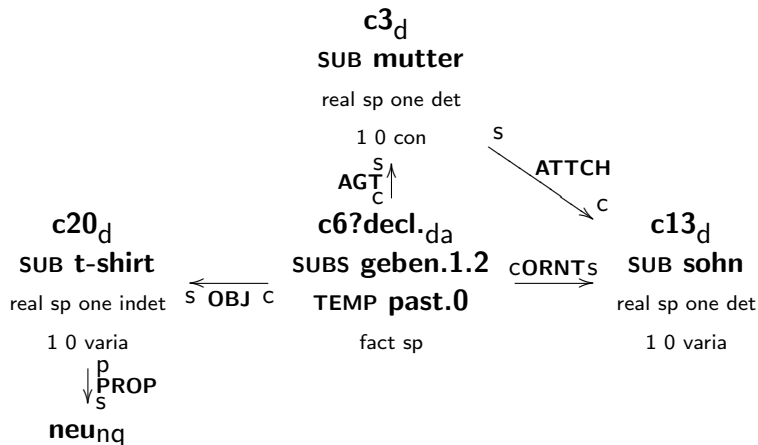 c3d
SUB mutter
real sp one det
1 0 con
s
ATTCH
c
s
AGT
c
c20d
SUB t-shirt
real sp one indet
1 0 varia
s OBJ c
c6?decl.da
SUBS geben.1.2
TEMP past.0
fact sp
cORNTs
c13d
SUB sohn
real sp one det
1 0 varia
p
PROP
s
neunq